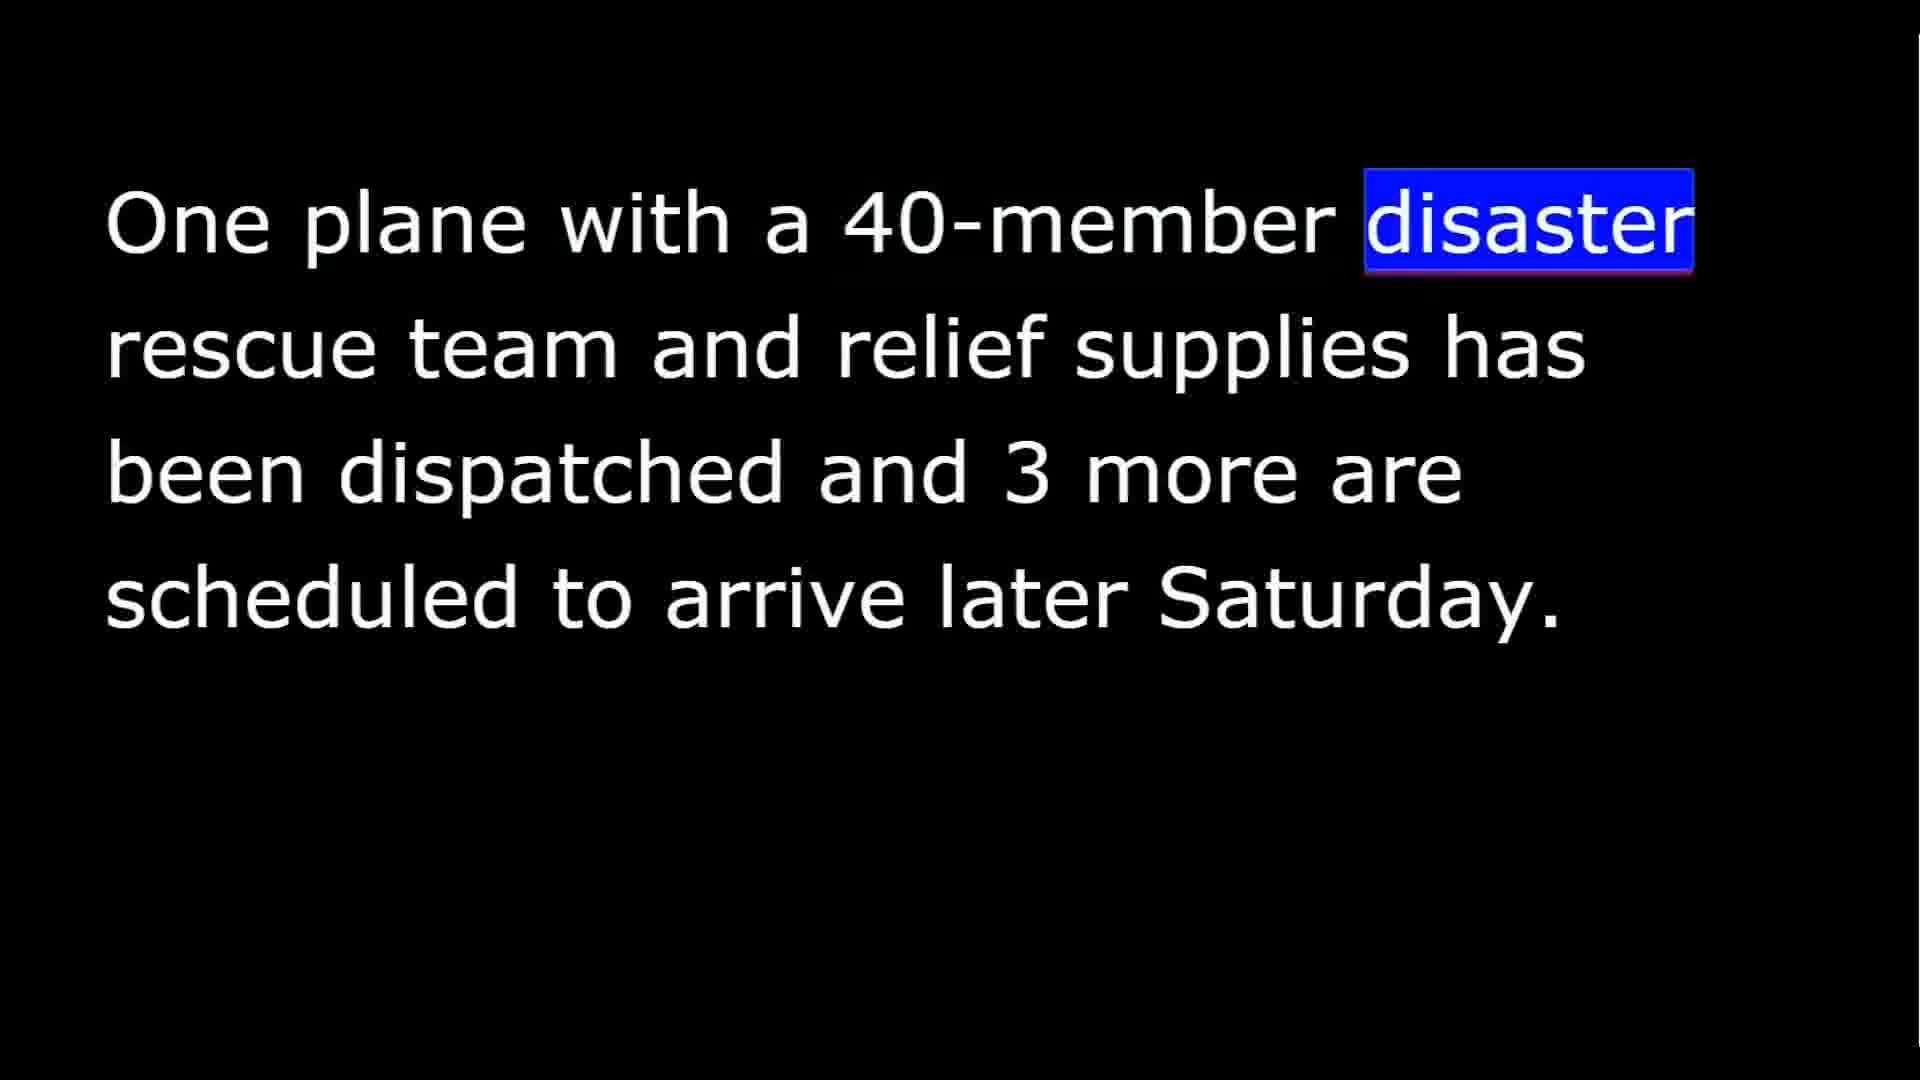 One plane with a 40-member disaster
rescue team and relief supplies has
been dispatched and 3 more are
scheduled to arrive later Saturday.